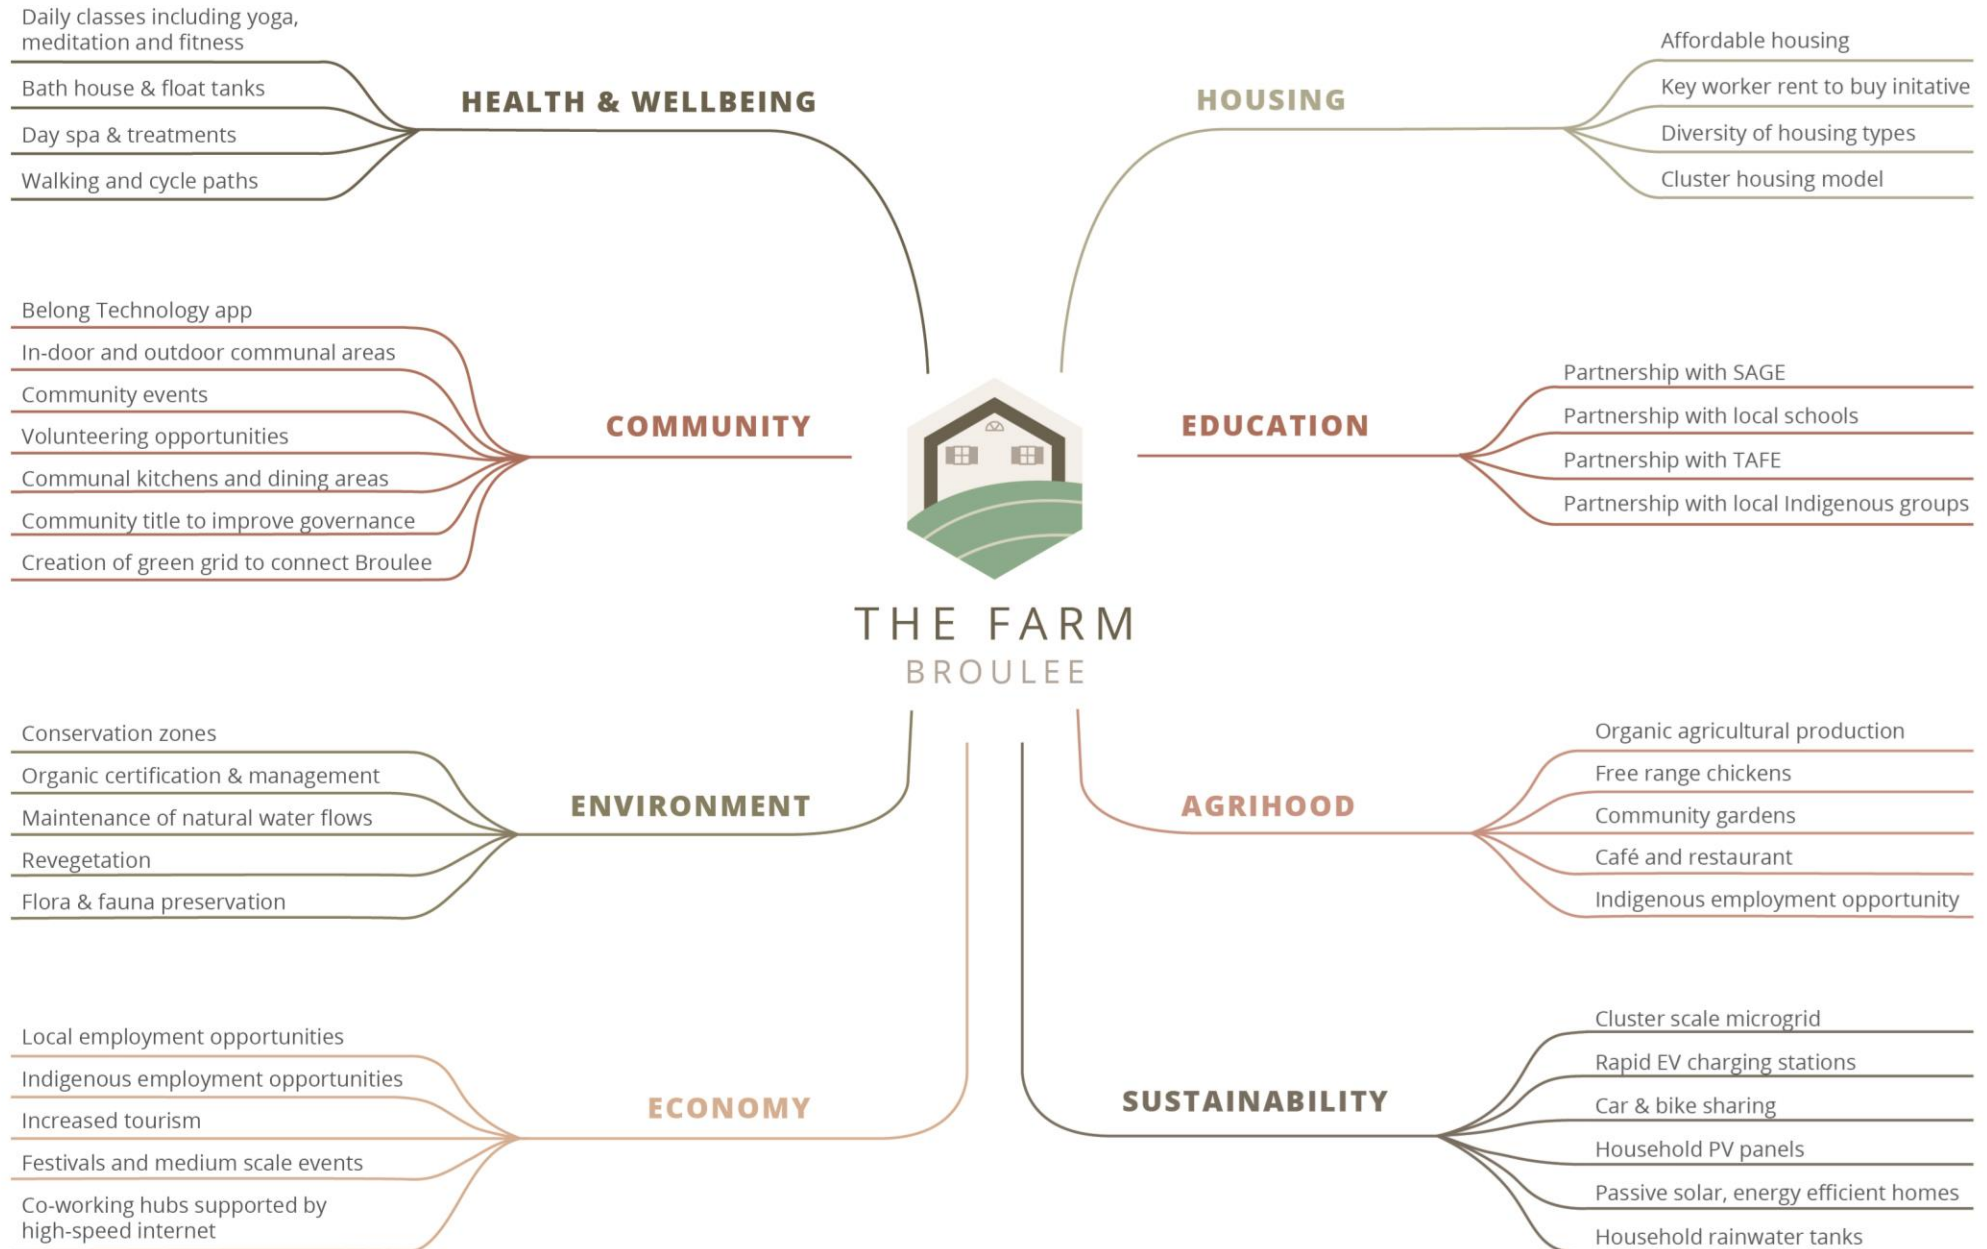 HEALTH & WELLBEING
Daily classes including yoga,
meditation and fitness
Bath house & float tanks
Day spa & treatments
Walking and cycle paths
HOUSING
Affordable housing
Key worker rent to buy initative
Diversity of housing types
Cluster housing model
COMMUNITY
Belong Technology app
In-door and outdoor communal areas
Community events
Volunteering opportunities
Communal kitchens and dining areas
Community title to improve governance
Creation of green grid to connect Broulee
EDUCATION
Partnership with SAGE
Partnership with local schools
Partnership with TAFE
Partnership with local Indigenous groups
THE FARM
BROULEE
ENVIRONMENT
Conservation zones
Organic certification & management
Maintenance of natural water flows
Revegetation
Flora & fauna preservation
AGRIHOOD
Organic agricultural production
Free range chickens
Community gardens
Café and restaurant
Indigenous employment opportunity
ECONOMY
Local employment opportunities
Indigenous employment opportunities
Increased tourism
Festivals and medium scale events
Co-working hubs supported by
high-speed internet
SUSTAINABILITY
Cluster scale microgrid
Rapid EV charging stations
Car & bike sharing
Household PV panels
Passive solar, energy efficient homes
Household rainwater tanks